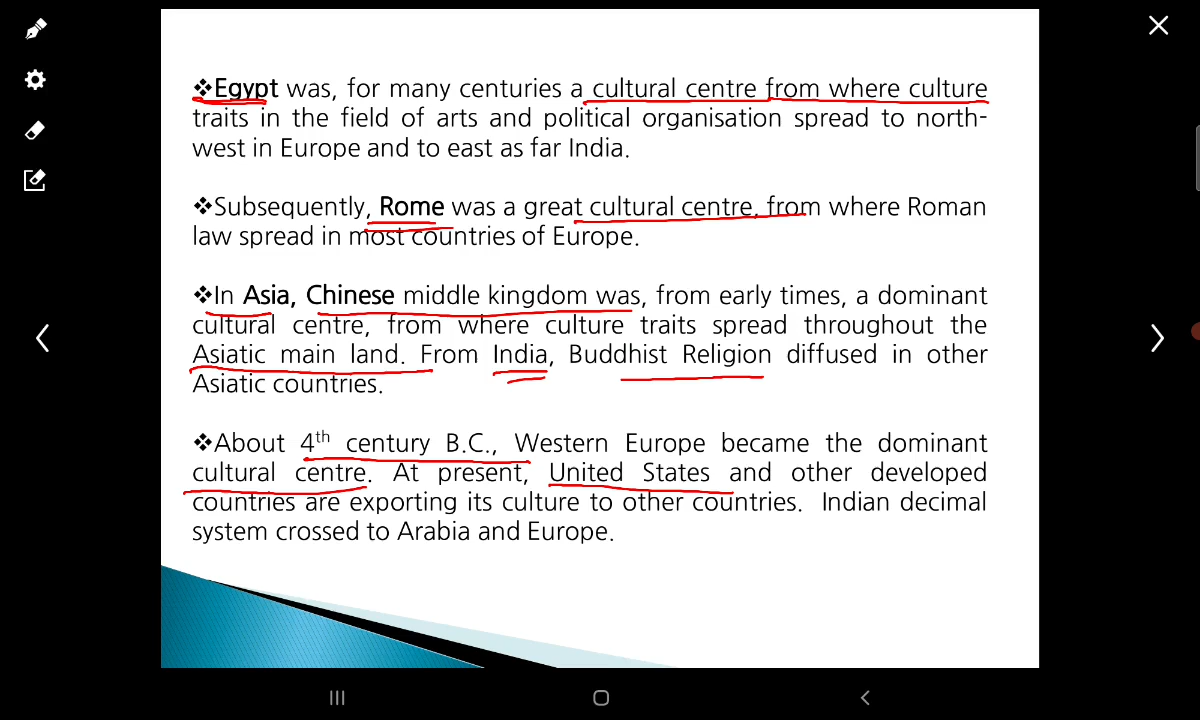 ❖Egypt was, for many centuries a cultural centre from where culture
traits in the field of arts and political organisation spread to north-
west in Europe and to east as far India.
❖Subsequently, Rome was a great cultural centre, from where Roman
law spread in most countries of Europe.
❖In Asia, Chinese middle kingdom was, from early times, a dominant
cultural centre, from where culture traits spread throughout the
Asiatic main land. From India, Buddhist Religion diffused in other
Asiatic countries.
❖About 4th century B.C., Western Europe became the dominant
cultural centre. At present, United States and other developed
countries are exporting its culture to other countries. Indian decimal
system crossed to Arabia and Europe.